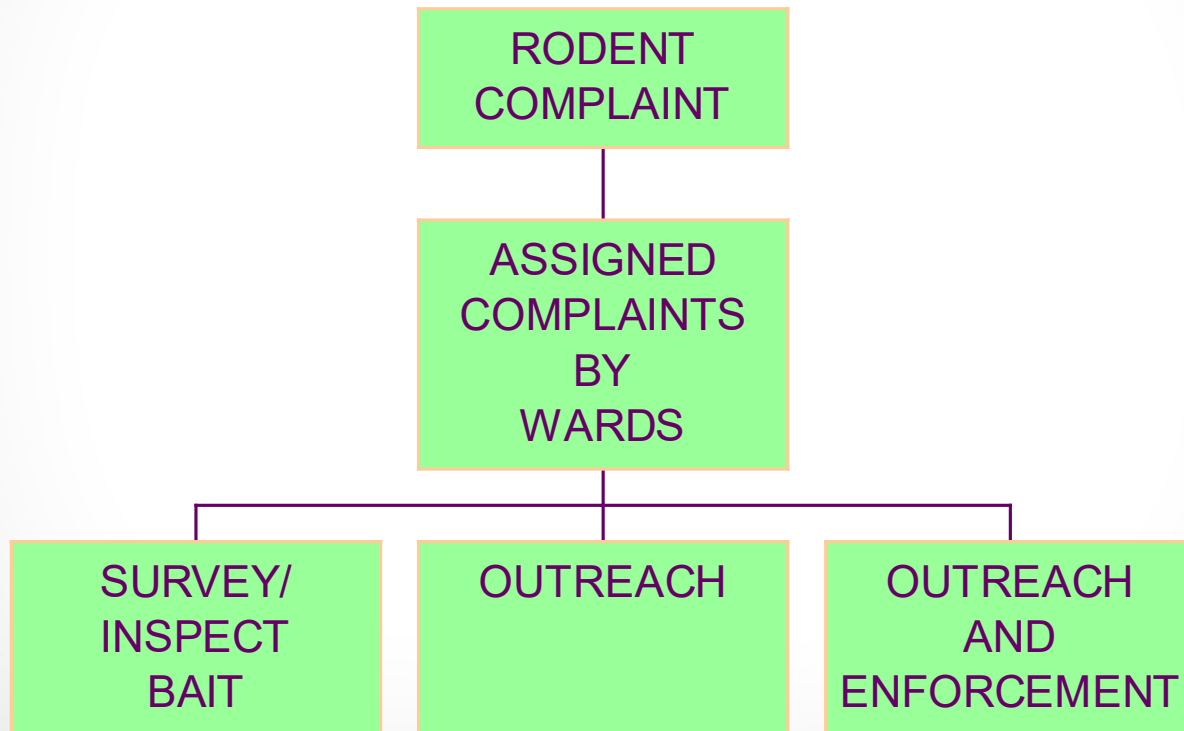 RODENT
COMPLAINT
ASSIGNED
COMPLAINTS
BY
WARDS
SURVEY/
INSPECT
BAIT
OUTREACH
OUTREACH
AND
ENFORCEMENT